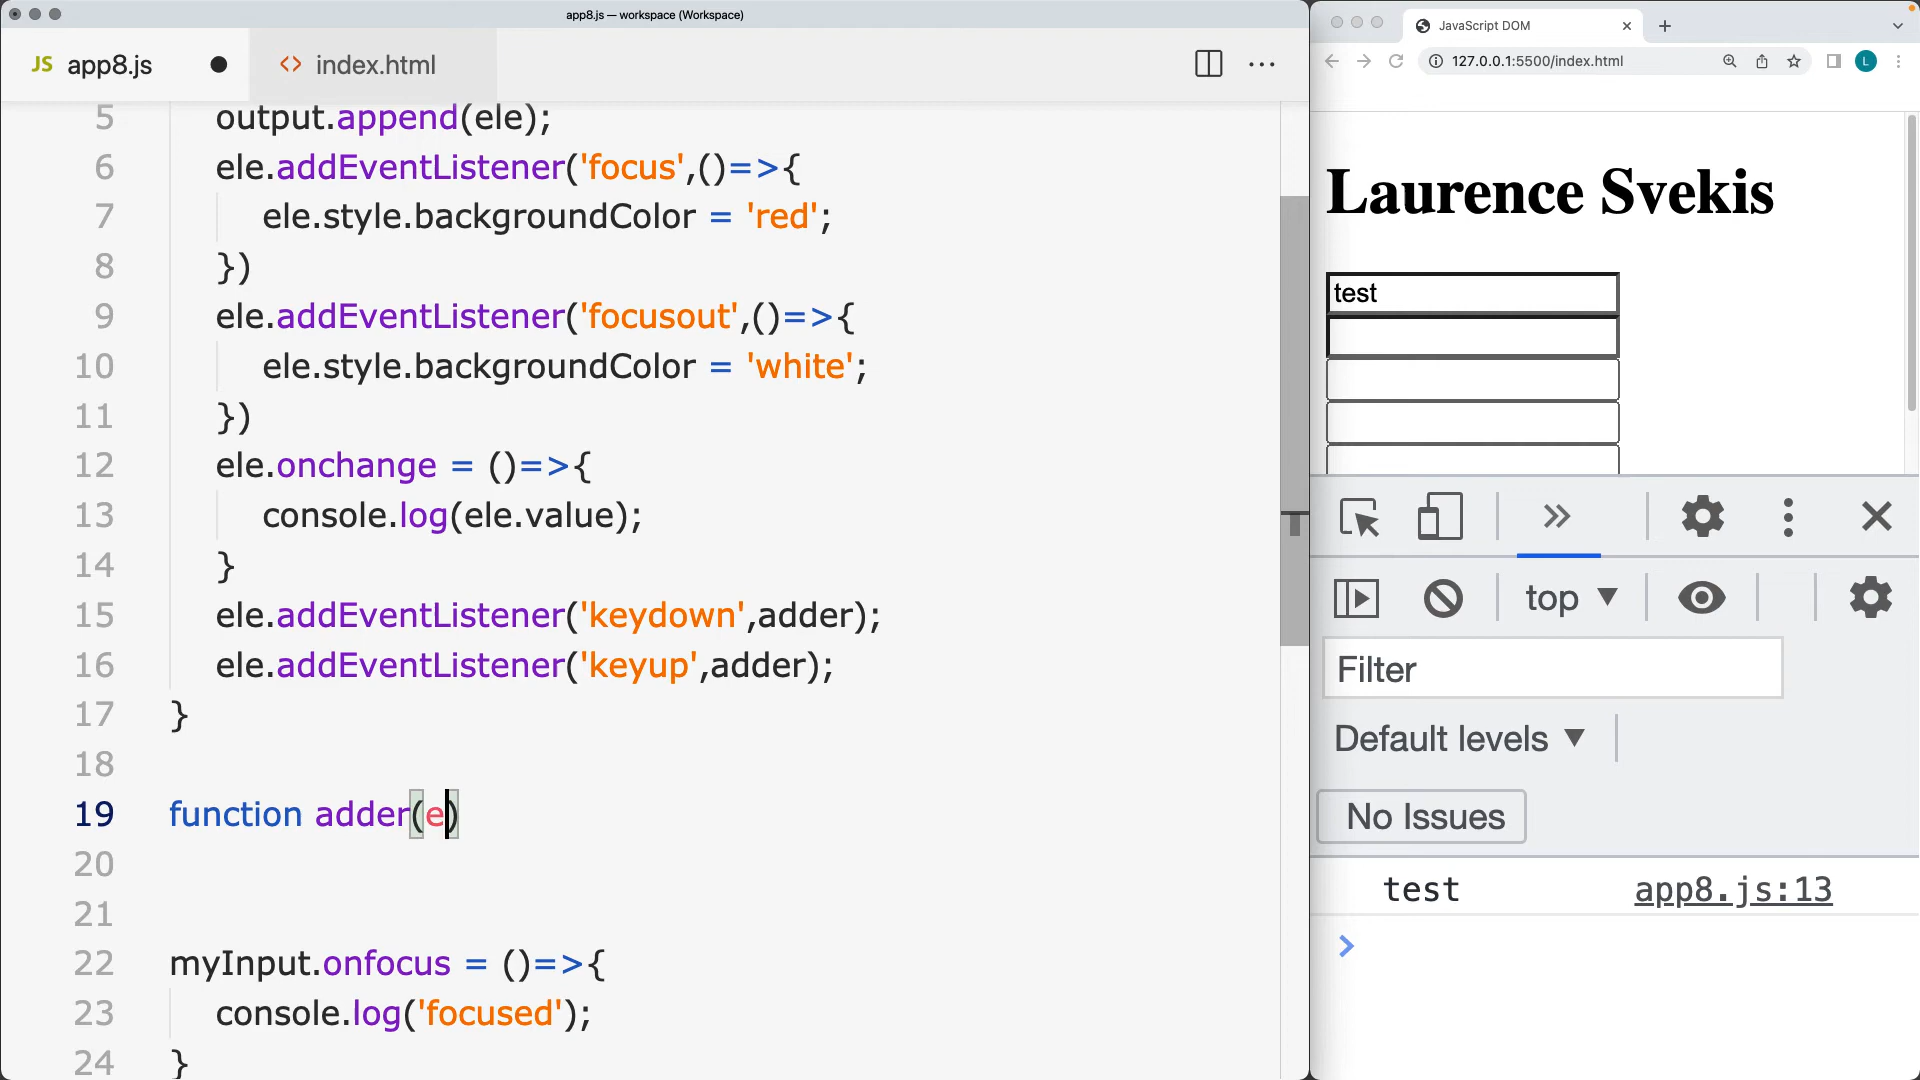 app8.js — workspace (Workspace)
JS app8.js
<> index.html
5 output.append(ele);
6 ele.addEventListener('focus',()=>{
7 ele.style.backgroundColor = 'red';
8 })
9 ele.addEventListener('focusout',()=>{
10 ele.style.backgroundColor = 'white';
11 })
12 ele.onchange = ()=>{
13 console.log(ele.value);
14 }
15 ele.addEventListener('keydown',adder);
16 ele.addEventListener('keyup',adder);
17 }
18
19 function adder(e)
20
21
22 myInput.onfocus = ()=>{
23 console.log('focused');
24 }
JavaScript DOM
127.0.0.1:5500/index.html
L
Laurence Svekis
test
top
Filter
Default levels
No Issues
test app8.js:13